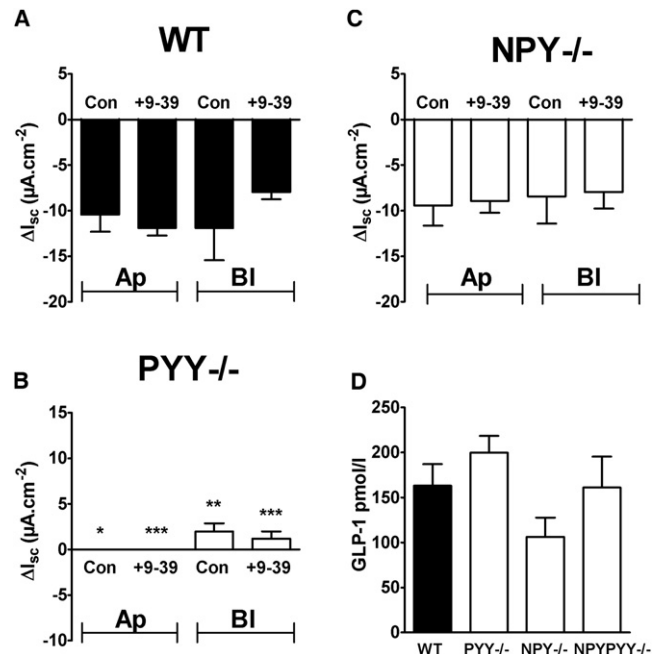 A
WT
5
0
-5
-10
-15
-20
ΔIsc (µA.cm-2)
Con +9-39 Con +9-39
Ap Bl
C
NPY-/-
5
0
-5
-10
-15
-20
ΔIsc (µA.cm-2)
Con +9-39 Con +9-39
Ap Bl
B
PYY-/-
15
10
5
0
-5
-10
ΔIsc (µA.cm-2)
* *** ** ***
Con +9-39 Con +9-39
Ap Bl
D
250
200
150
100
50
0
GLP-1 pmol/l
WT PYY-/- NPY-/- NPYPYY-/-